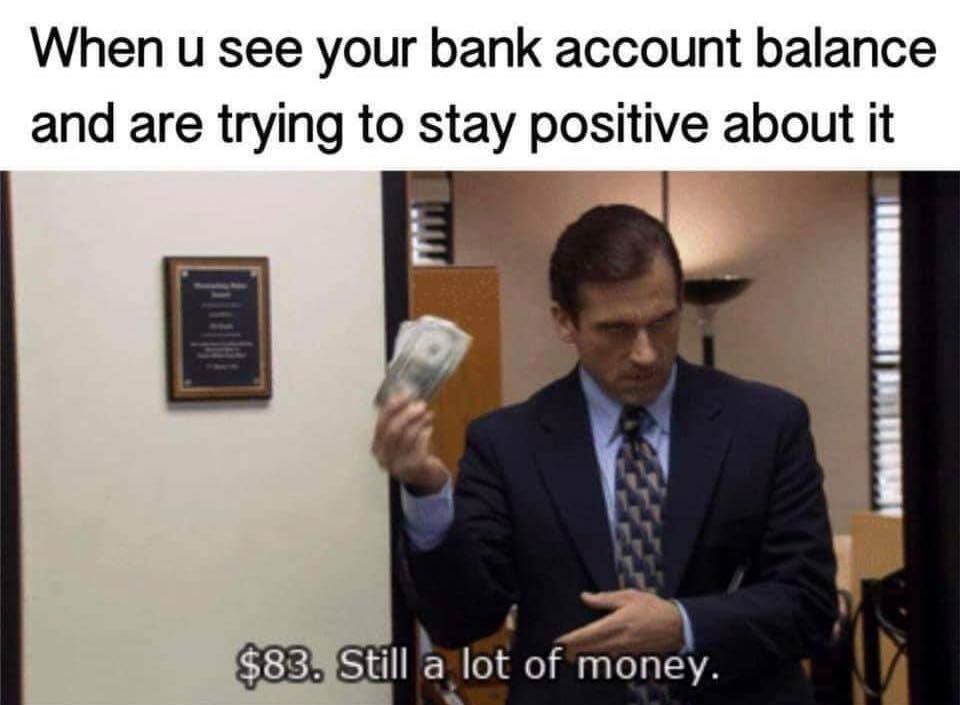 When u see your bank account balance
and are trying to stay positive about it
$83. Still a lot of money.